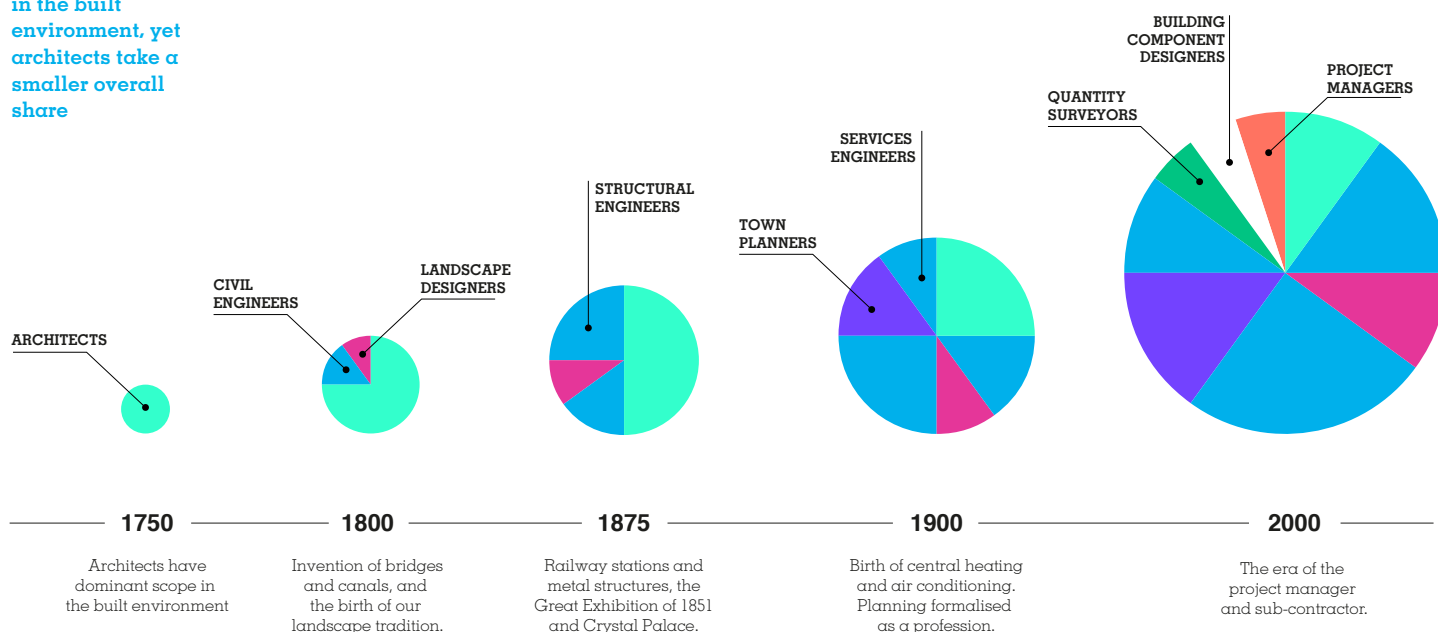 in the built
environment, yet
architects take a
smaller overall
share
BUILDING
COMPONENT
DESIGNERS
PROJECT
MANAGERS
QUANTITY
SURVEYORS
SERVICES
ENGINEERS
STRUCTURAL
ENGINEERS
TOWN
PLANNERS
LANDSCAPE
DESIGNERS
CIVIL
ENGINEERS
ARCHITECTS
1750
1800
1875
1900
2000
Architects have
dominant scope in
the built environment
Invention of bridges
and canals, and
the birth of our
landscape tradition.
Railway stations and
metal structures, the
Great Exhibition of 1851
and Crystal Palace.
Birth of central heating
and air conditioning.
Planning formalised
as a profession.
The era of the
project manager
and sub-contractor.